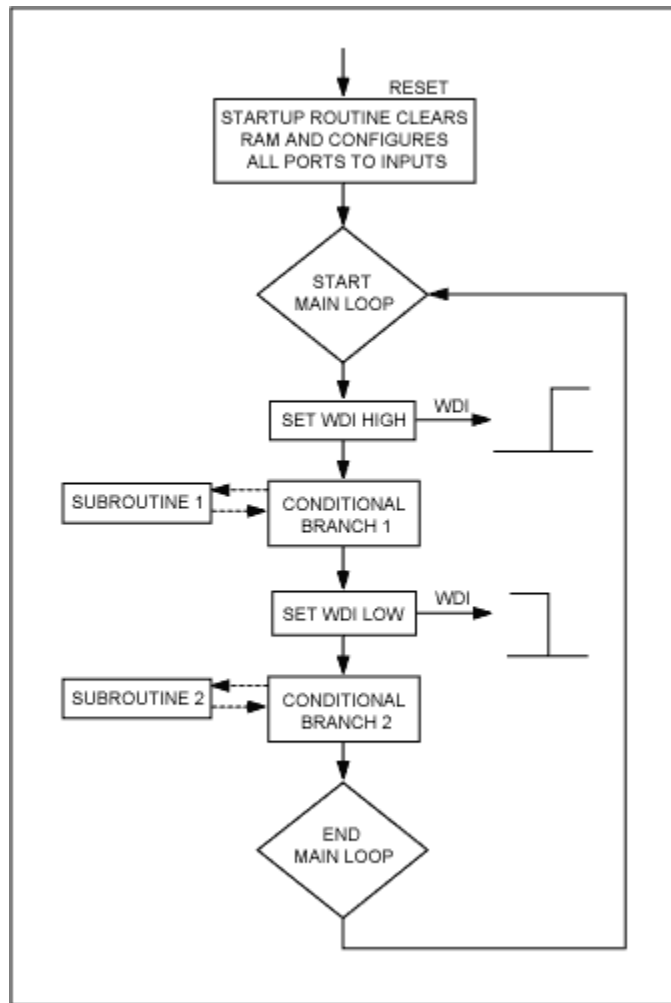 RESET
STARTUP ROUTINE CLEARS
RAM AND CONFIGURES
ALL PORTS TO INPUTS
START
MAIN LOOP
SET WDI HIGH
WDI
SUBROUTINE 1
CONDITIONAL
BRANCH 1
SET WDI LOW
WDI
SUBROUTINE 2
CONDITIONAL
BRANCH 2
END
MAIN LOOP